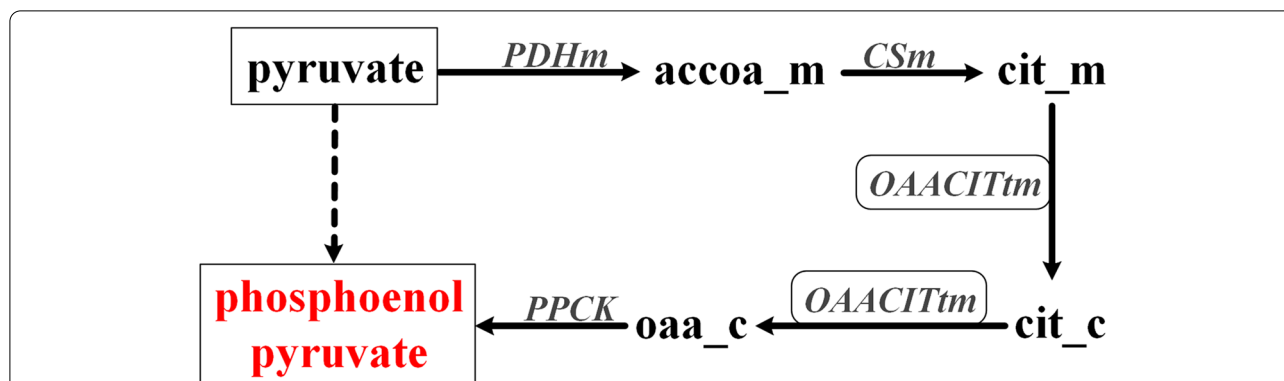 pyruvate
PDHm
accoa_m
CSm
cit_m
OAACITtm
phosphoenol
pyruvate
PPCK
oaa_c
OAACITtm
cit_c